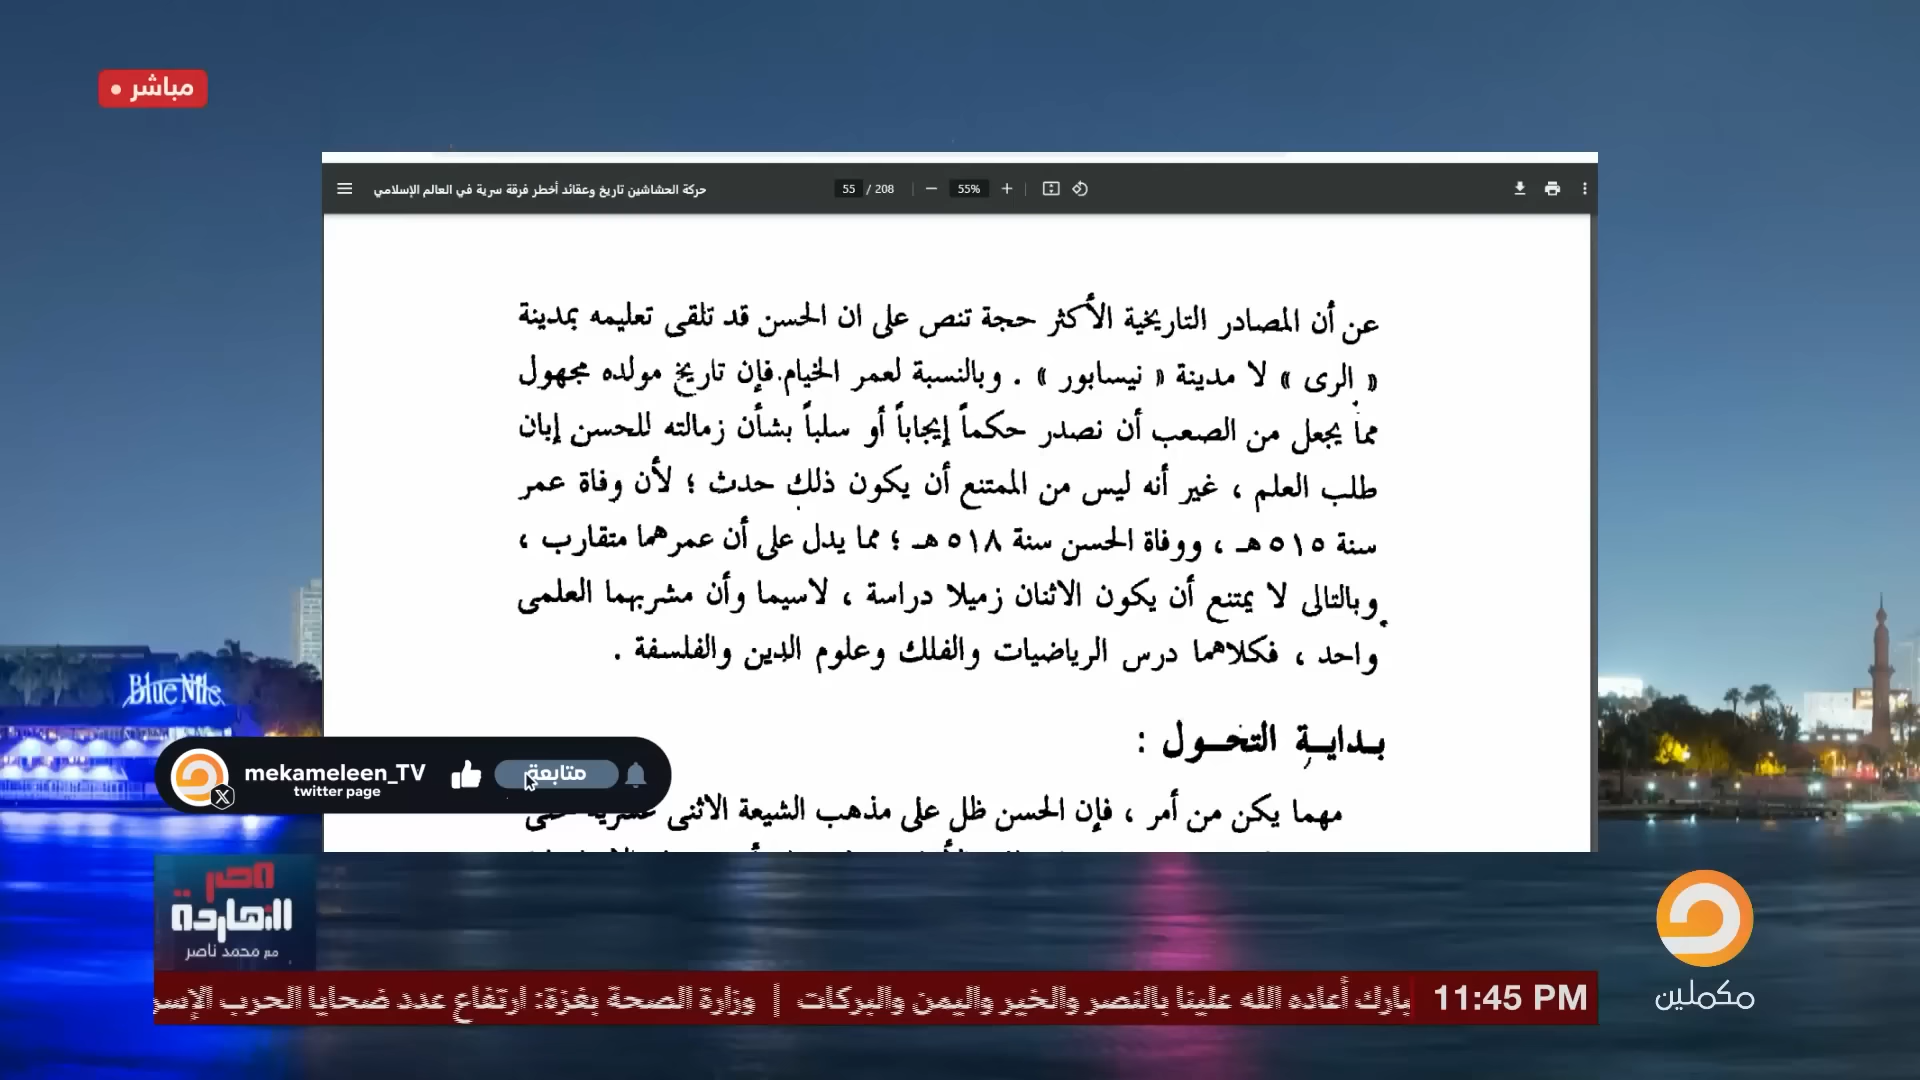 مباشر
حركة الحشاشين تاريخ وعقائد أخطر فرقة سرية في العالم الإسلامي
55 / 208
55%
عن أن المصادر التاريخية الأكثر حجة تنص على ان الحسن قد تلقى تعليمه بمدينة
« الرى » لا مدينة « نيسابور » . وبالنسبة لعمر الخيام.فإن تاريخ مولده مجهول
مما يجعل من الصعب أن نصدر حكماً إيجاباً أو سلباً بشأن زمالته للحسن إبان
طلب العلم ، غير أنه ليس من الممتنع أن يكون ذلك حدث ؛ لأن وفاة عمر
سنة ٥١٥ هـ ، ووفاة الحسن سنة ٥١٨ هـ ؛ مما يدل على أن عمرهما متقارب ،
وبالتالى لا يمتنع أن يكون الاثنان زميلا دراسة ، لاسيما وأن مشربهما العلمى
واحد ، فكلاهما درس الرياضيات والفلك وعلوم الدين والفلسفة .
بداية التحول :
مهما يكن من أمر ، فإن الحسن ظل على مذهب الشيعة الاثنى
Blue Nile
mekameleen_TV
twitter page
متابعة
مصر
النهاردة
مع محمد ناصر
مكملين
بارك أعاده الله علينا بالنصر والخير واليمن والبركات | وزارة الصحة بغزة: ارتفاع عدد ضحايا الحرب الإسر
11:45 PM